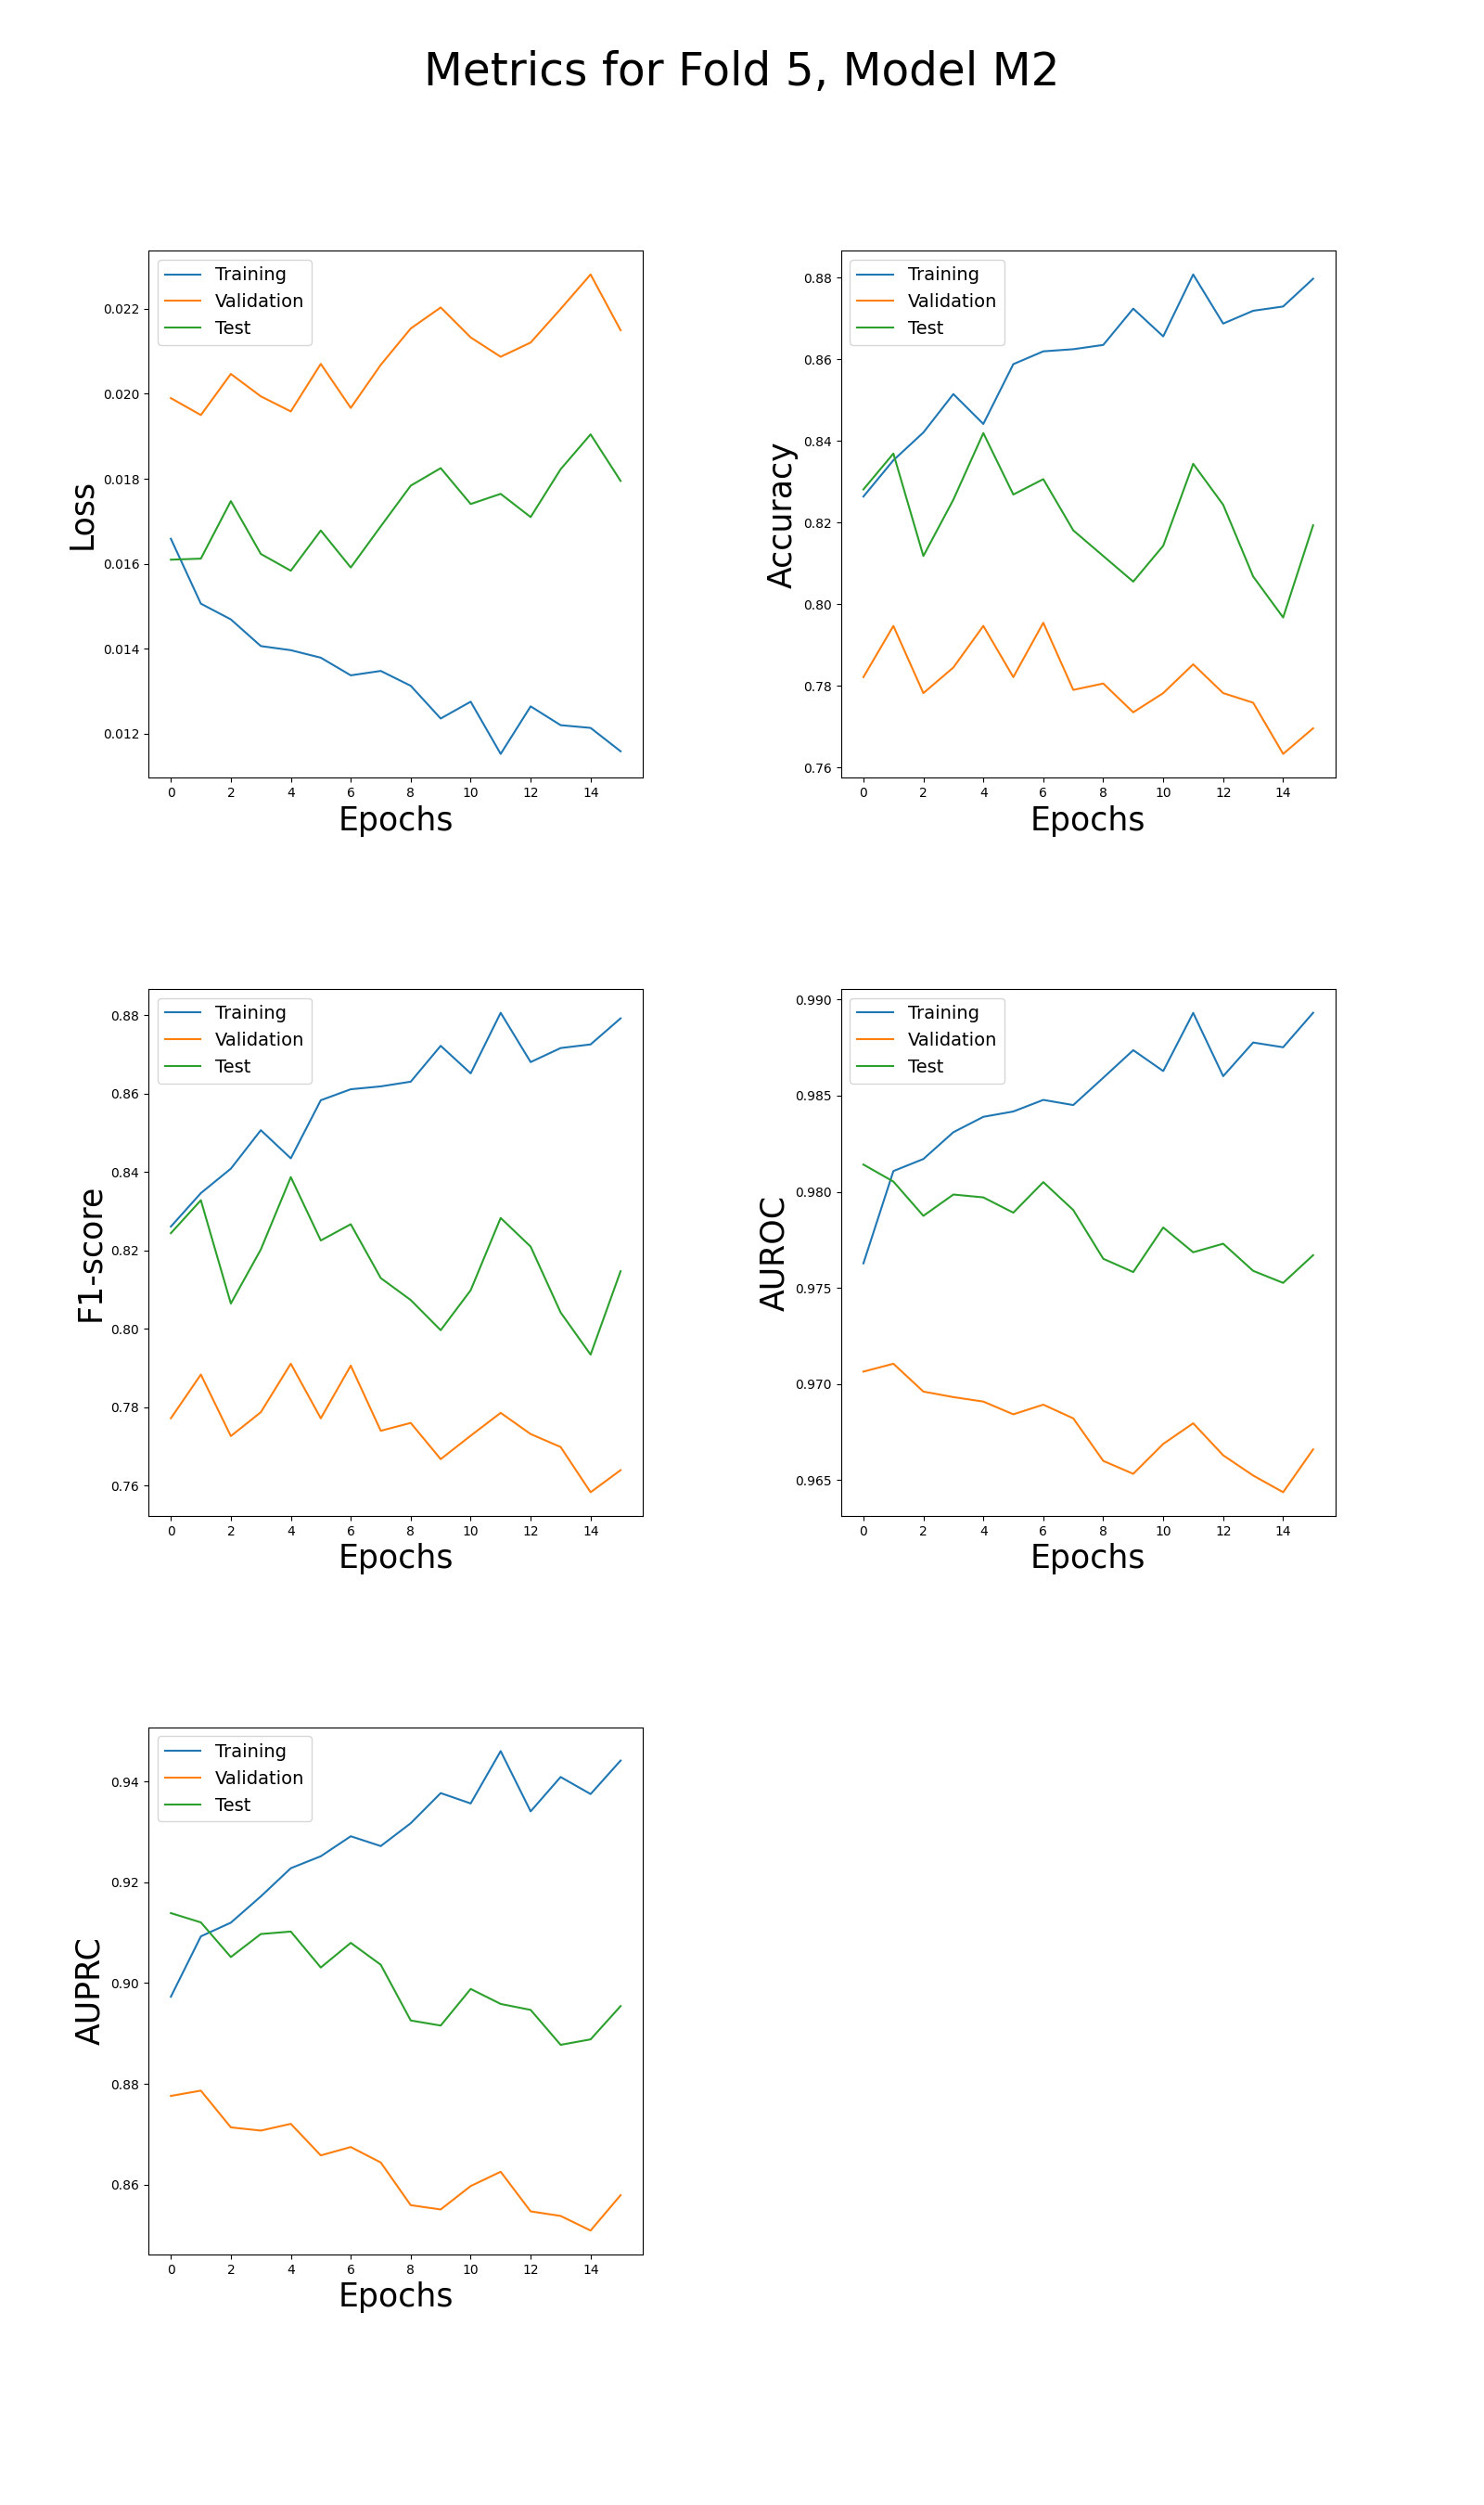 Metrics for Fold 5, Model M2
Training
Validation
Test
0.022
0.020
0.018
0.016
0.014
0.012
Loss
0 2 4 6 8 10 12 14
Epochs
Training
Validation
Test
0.88
0.86
0.84
0.82
0.80
0.78
0.76
Accuracy
0 2 4 6 8 10 12 14
Epochs
Training
Validation
Test
0.88
0.86
0.84
0.82
0.80
0.78
0.76
F1-score
0 2 4 6 8 10 12 14
Epochs
Training
Validation
Test
0.990
0.985
0.980
0.975
0.970
0.965
AUROC
0 2 4 6 8 10 12 14
Epochs
Training
Validation
Test
0.94
0.92
0.90
0.88
0.86
AUPRC
0 2 4 6 8 10 12 14
Epochs